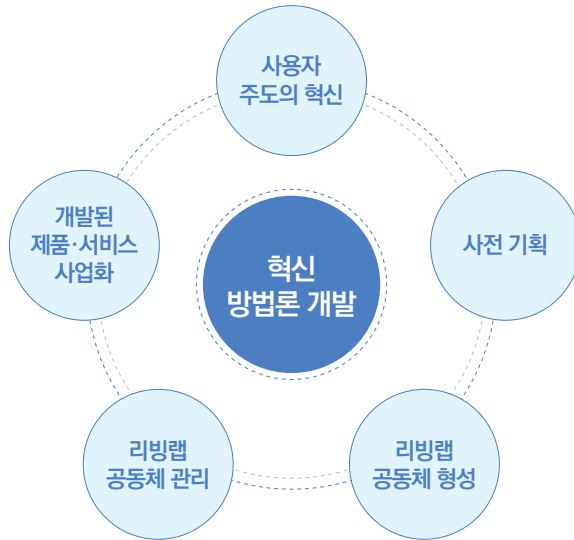 사용자
주도의 혁신
개발된
제품·서비스
사업화
사전 기획
혁신
방법론 개발
리빙랩
공동체 관리
리빙랩
공동체 형성